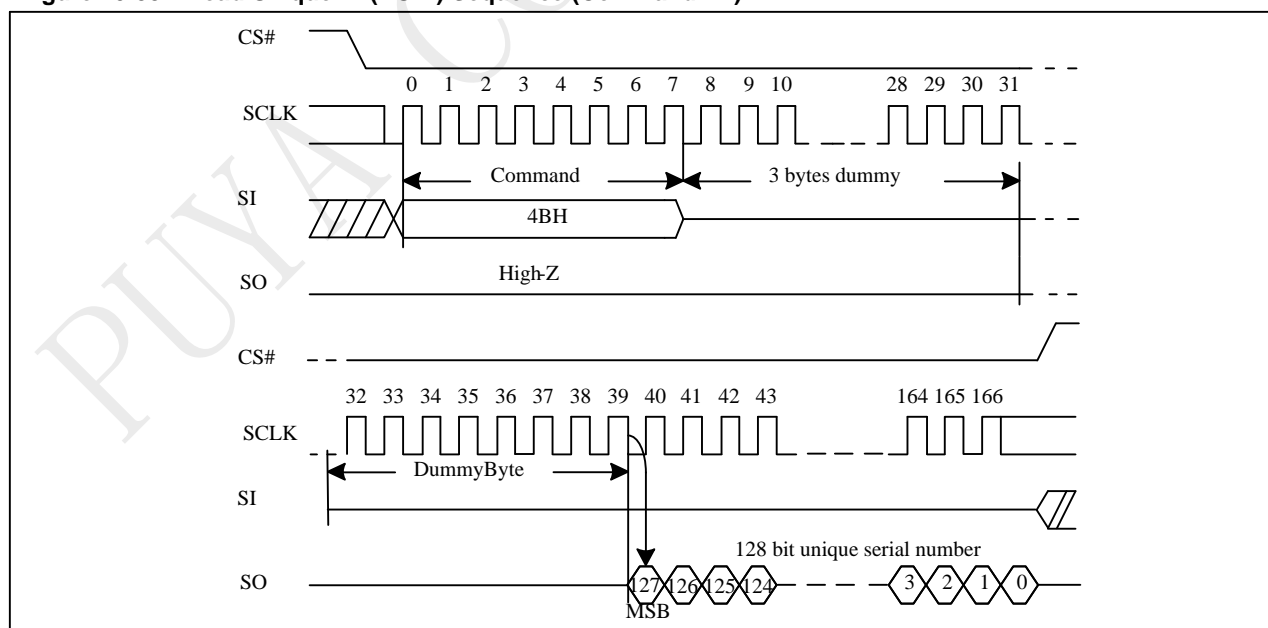 CS#
0 1 2 3 4 5 6 7 8 9 10 28 29 30 31
SCLK
Command 3 bytes dummy
SI
4BH
High-Z
SO
CS#
32 33 34 35 36 37 38 39 40 41 42 43 164 165 166
SCLK
DummyByte
SI
128 bit unique serial number
SO 127 126 125 124 3 2 1 0
MSB
PUYA